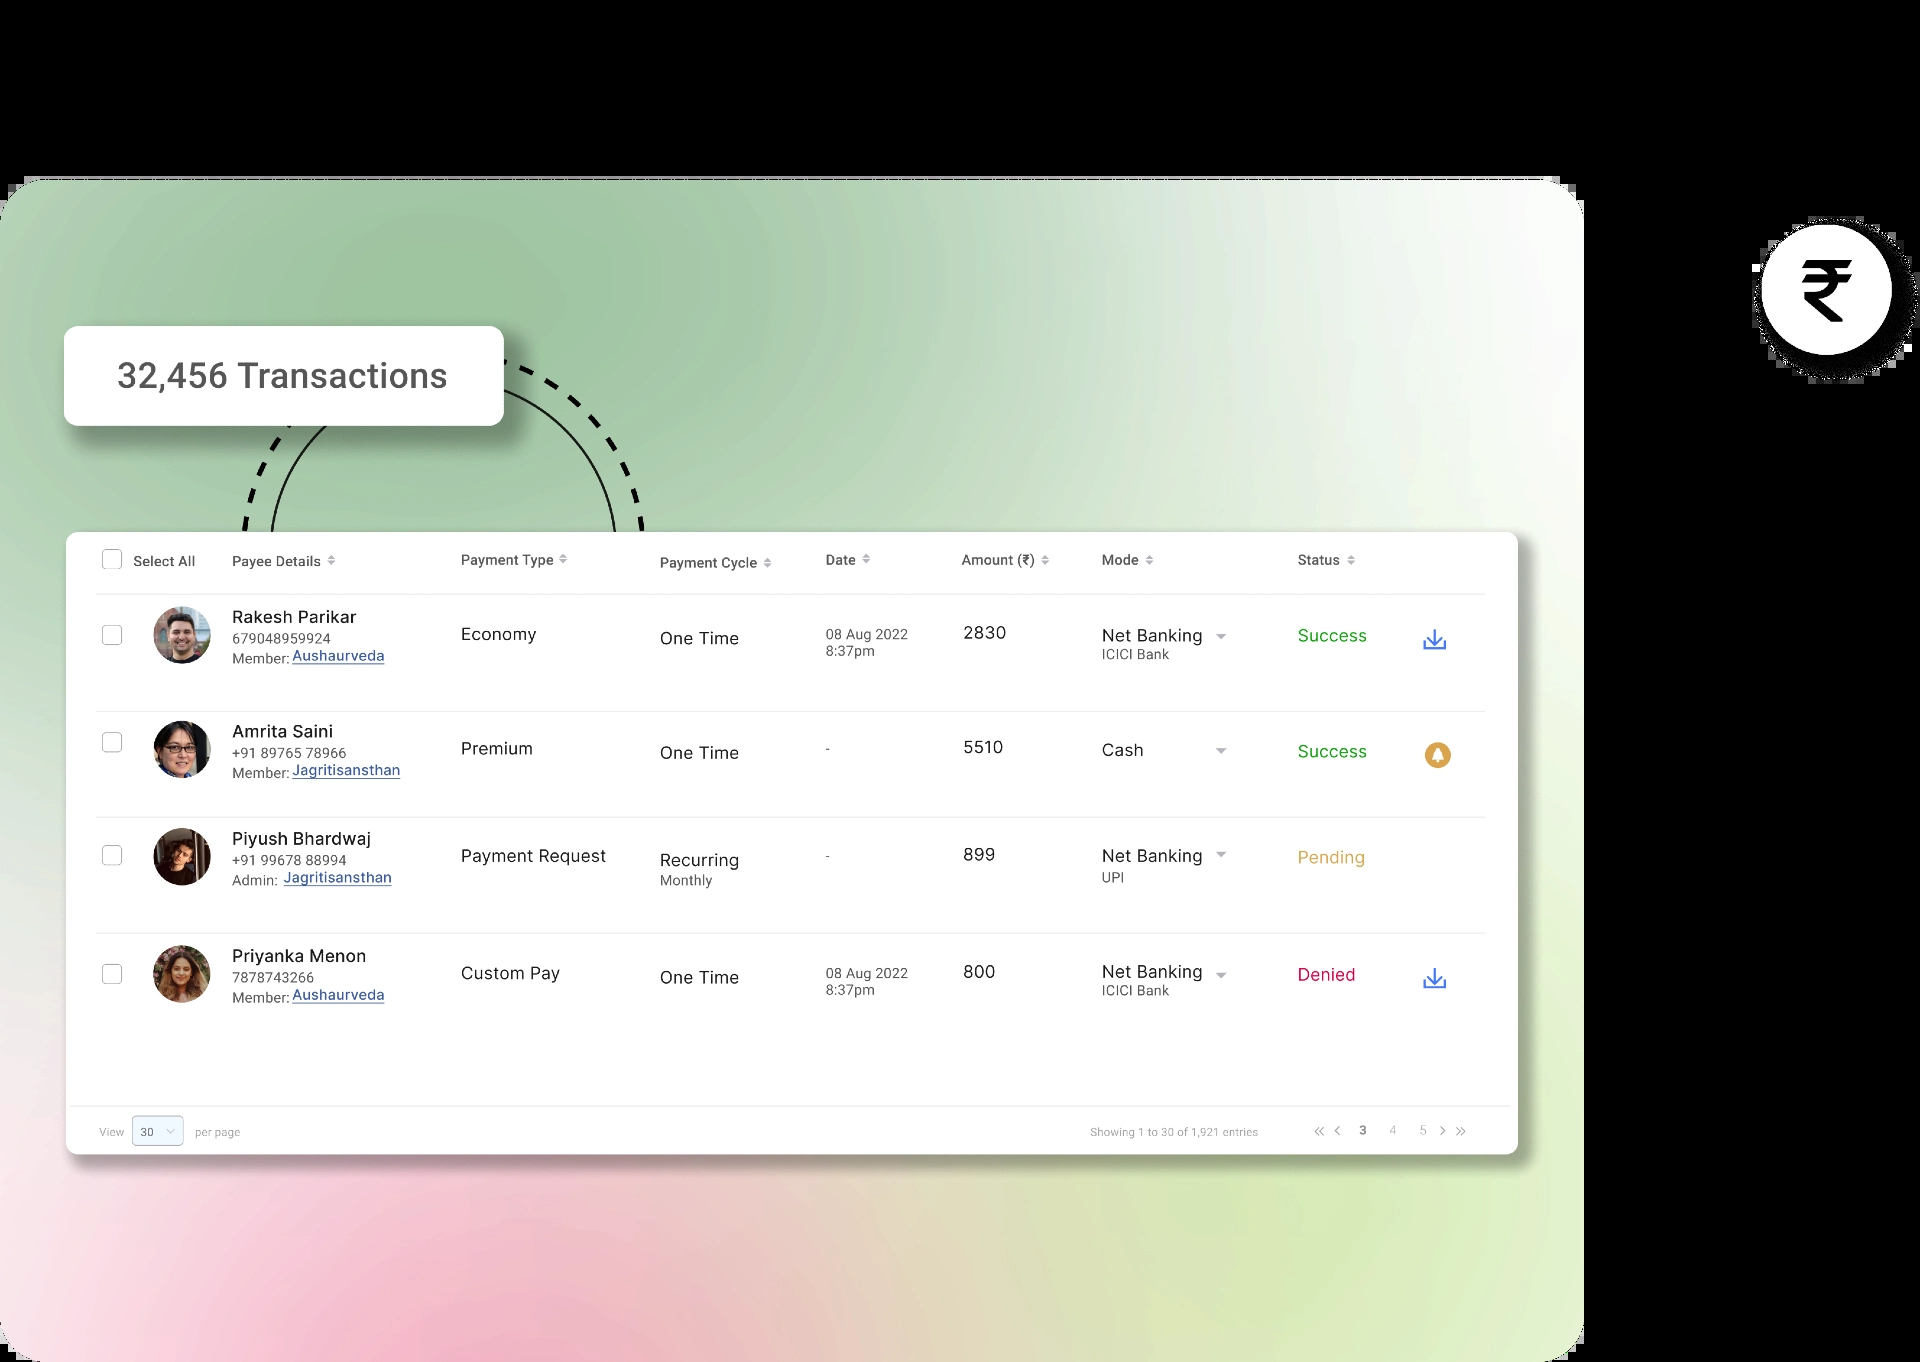 ₹
32,456 Transactions
Select All Payee Details Payment Type Payment Cycle Date Amount (₹) Mode Status
Rakesh Parikar
679048959924
Member: Aushaurveda
Economy
One Time
08 Aug 2022
8:37pm
2830
Net Banking
ICICI Bank
Success
Amrita Saini
+91 89765 78966
Member: Jagritisansthan
Premium
One Time
-
5510
Cash
Success
Piyush Bhardwaj
+91 99678 88994
Admin: Jagritisansthan
Payment Request
Recurring
Monthly
-
899
Net Banking
UPI
Pending
Priyanka Menon
7878743266
Member: Aushaurveda
Custom Pay
One Time
08 Aug 2022
8:37pm
800
Net Banking
ICICI Bank
Denied
View 30 per page Showing 1 to 30 of 1,921 entries « < 3 4 5 > »